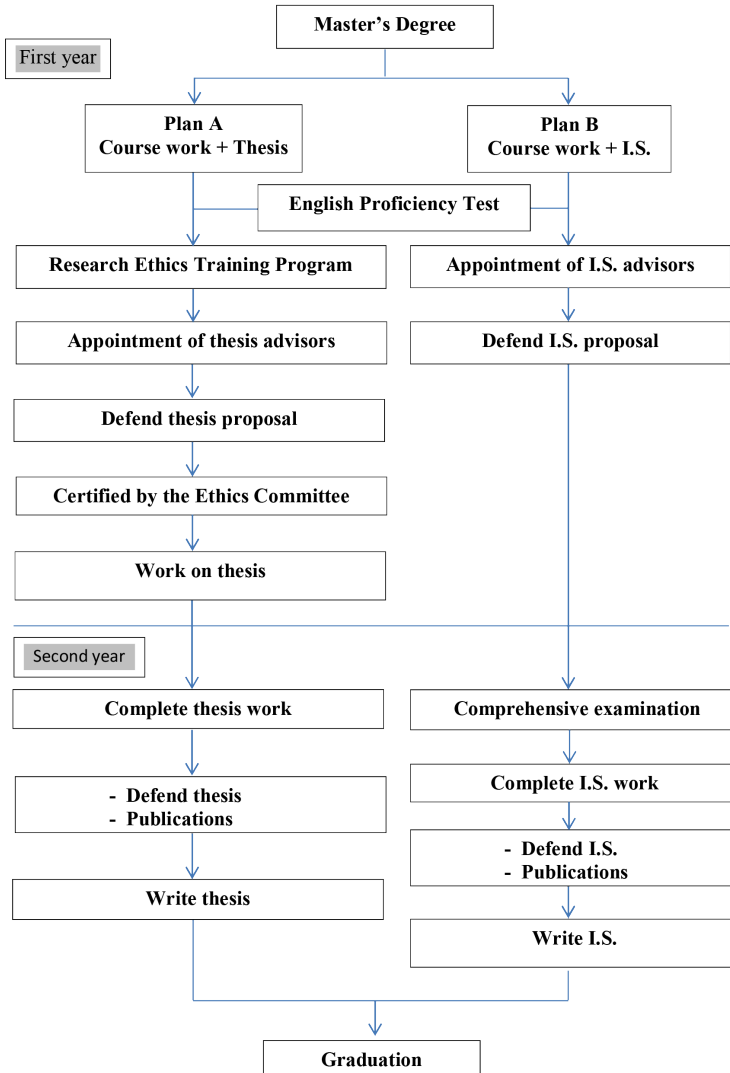 Master's Degree
First year
Plan A
Course work + Thesis
Plan B
Course work + I.S.
English Proficiency Test
Research Ethics Training Program
Appointment of I.S. advisors
Appointment of thesis advisors
Defend I.S. proposal
Defend thesis proposal
Certified by the Ethics Committee
Work on thesis
Second year
Complete thesis work
Comprehensive examination
- Defend thesis
- Publications
Complete I.S. work
- Defend I.S.
- Publications
Write thesis
Write I.S.
Graduation